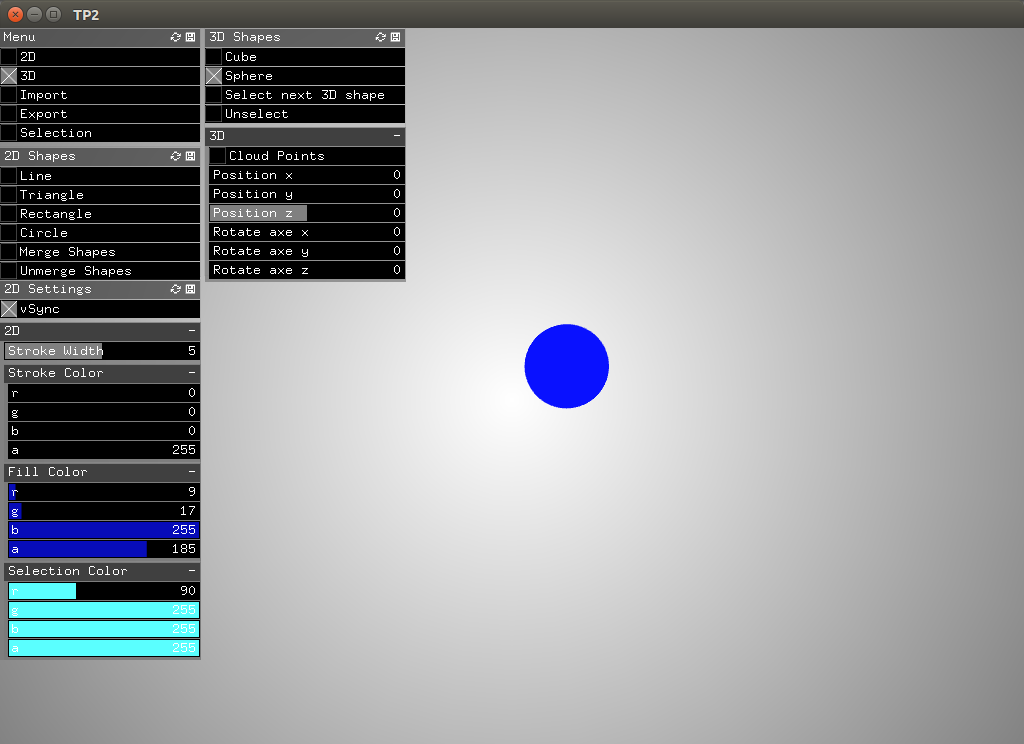 TP2
Menu
2D
3D
Import
Export
Selection
2D Shapes
Line
Triangle
Rectangle
Circle
Merge Shapes
Unmerge Shapes
2D Settings
vSync
2D
Stroke Width 5
Stroke Color
r 0
g 0
b 0
a 255
Fill Color
r 9
g 17
b 255
a 185
Selection Color
r 90
g 255
b 255
a 255
3D Shapes
Cube
Sphere
Select next 3D shape
Unselect
3D
Cloud Points
Position x 0
Position y 0
Position z 0
Rotate axe x 0
Rotate axe y 0
Rotate axe z 0